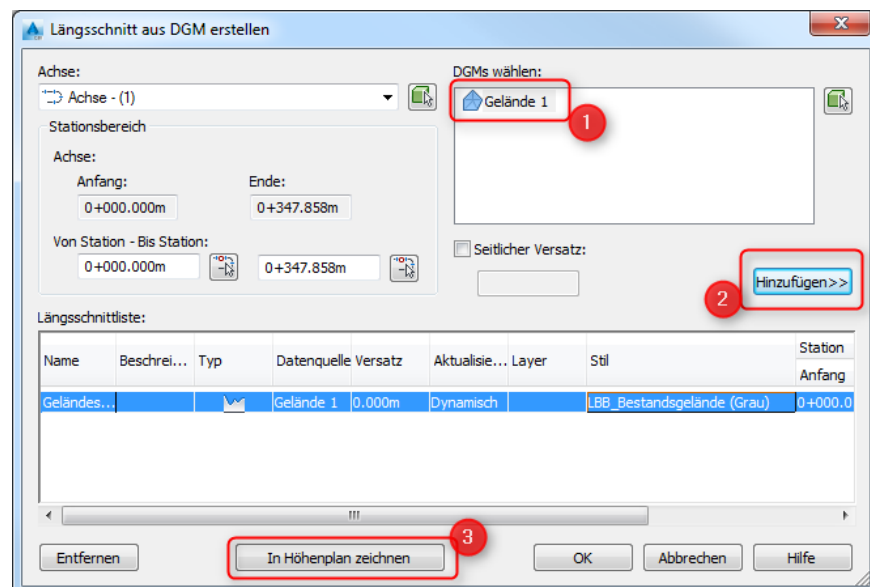 Längsschnitt aus DGM erstellen
Achse:
Achse - (1)
DGMs wählen:
Gelände 1
1
Stationsbereich
Achse:
Anfang:
Ende:
0+000.000m
0+347.858m
Von Station - Bis Station:
0+000.000m
0+347.858m
Seitlicher Versatz:
2
Hinzufügen>>
Längsschnittliste:
Name
Beschrei...
Typ
Datenquelle
Versatz
Aktualisie...
Layer
Stil
Station
Anfang
Geländes...
Gelände 1
0.000m
Dynamisch
LBB_Bestandsgelände (Grau)
0+000.0
3
Entfernen
In Höhenplan zeichnen
OK
Abbrechen
Hilfe